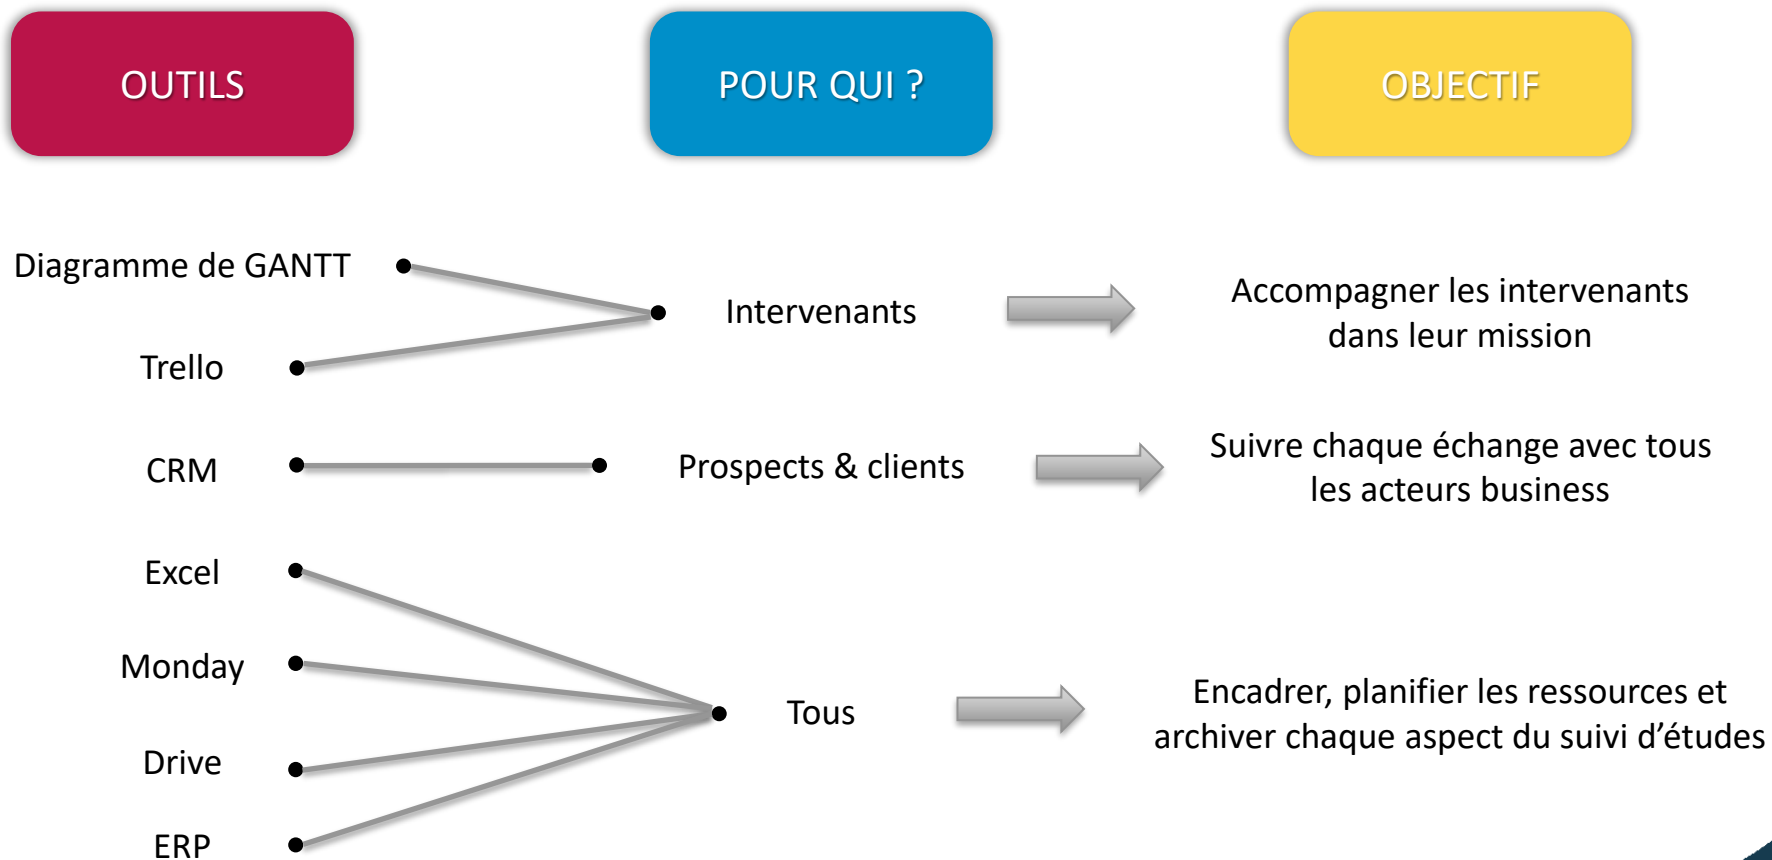 OUTILS
POUR QUI ?
OBJECTIF
Diagramme de GANTT
Trello
Intervenants
Accompagner les intervenants
dans leur mission
CRM
Prospects & clients
Suivre chaque échange avec tous
les acteurs business
Excel
Monday
Drive
ERP
Tous
Encadrer, planifier les ressources et
archiver chaque aspect du suivi d’études